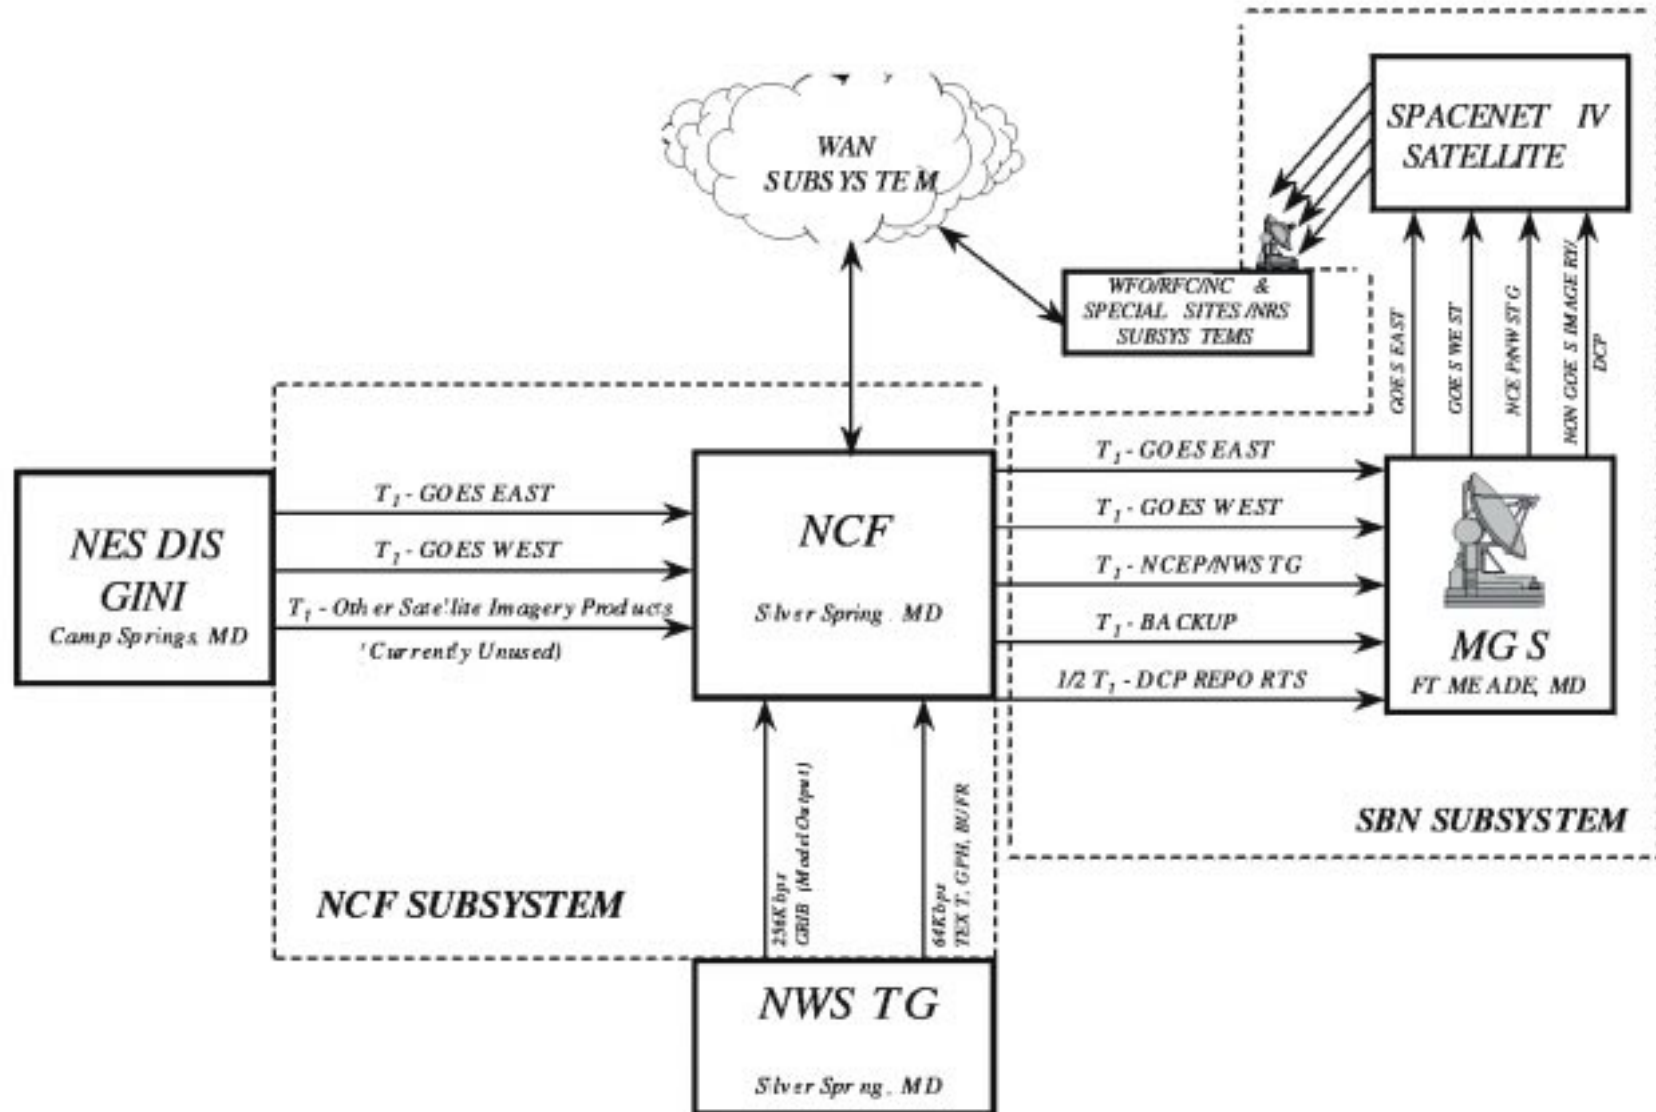 WAN
SUBSYSTEM
SPACENET IV
SATELLITE
WFO/RFC/NC &
SPECIAL SITES/NRS
SUBSYSTEMS
GOES EAST
GOES WEST
NCEP/NWSTG
NON GOES IMAGERY/
DCP
NESDIS
GINI
Camp Springs, MD
T1 - GOES EAST
T1 - GOES WEST
T1 - Other Satellite Imagery Products
(Currently Unused)
NCF
Silver Spring, MD
T1 - GOES EAST
T1 - GOES WEST
T1 - NCEP/NWSTG
T1 - BACKUP
1/2 T1 - DCP REPORTS
MGS
FT MEADE, MD
SBN SUBSYSTEM
NCF SUBSYSTEM
256Kbps
GRIB (Model Output)
64Kbps
TEXT, GPH, BUFR
NWSTG
Silver Spring, MD